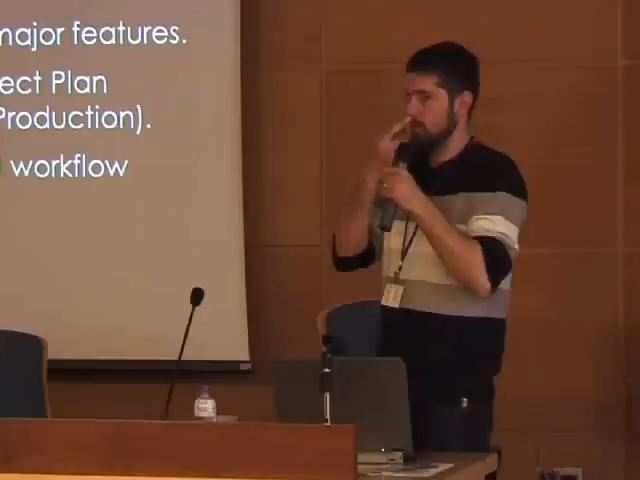 major features.
ect Plan
Production).
workflow